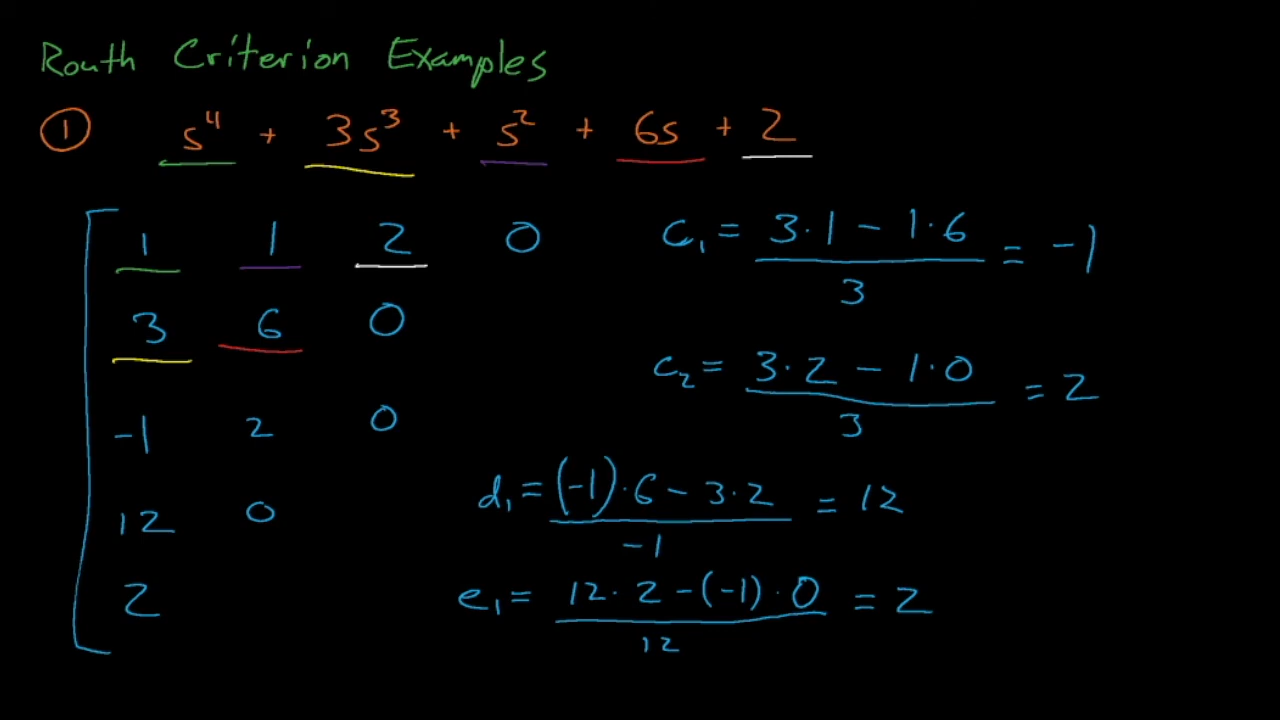 Routh Criterion Examples
① s⁴ + 3s³ + s² + 6s + 2
1 1 2 0
3 6 0
-1 2 0
12 0
2
c₁ = (3·1 - 1·6)/3 = -1
c₂ = (3·2 - 1·0)/3 = 2
d₁ = ((-1)·6 - 3·2)/-1 = 12
e₁ = (12·2 - (-1)·0)/12 = 2